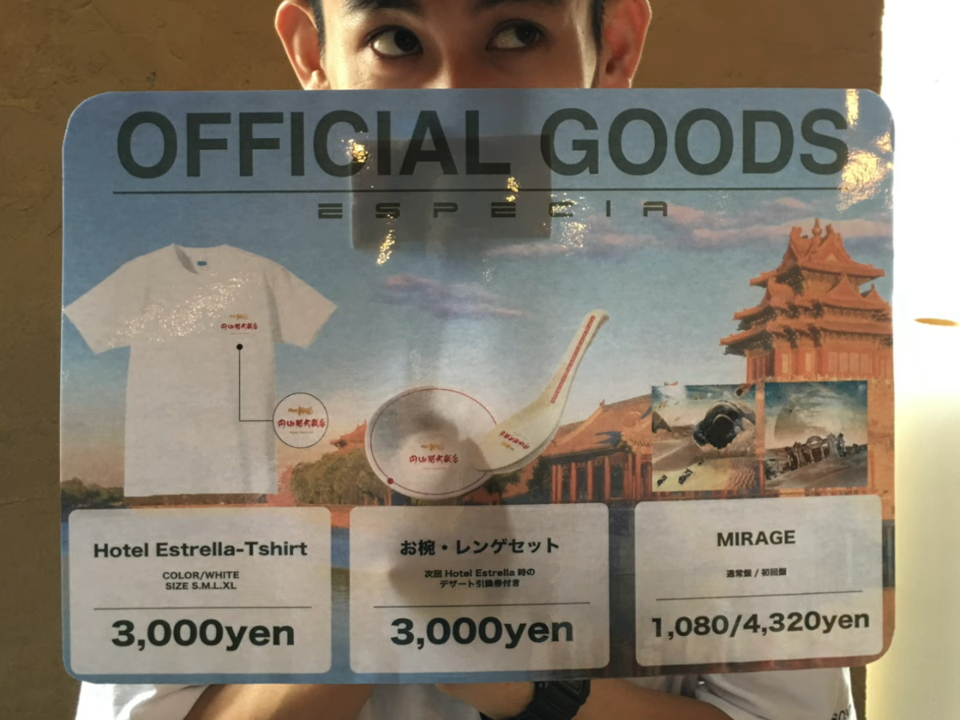 OFFICIAL GOODS
ESPECIA
Hotel Estrella-Tshirt
COLOR/WHITE
SIZE S.M.L.XL
3,000yen
お椀・レンゲセット
次回 Hotel Estrella 時の
デザート引換券付き
3,000yen
MIRAGE
通常盤 / 初回盤
1,080/4,320yen